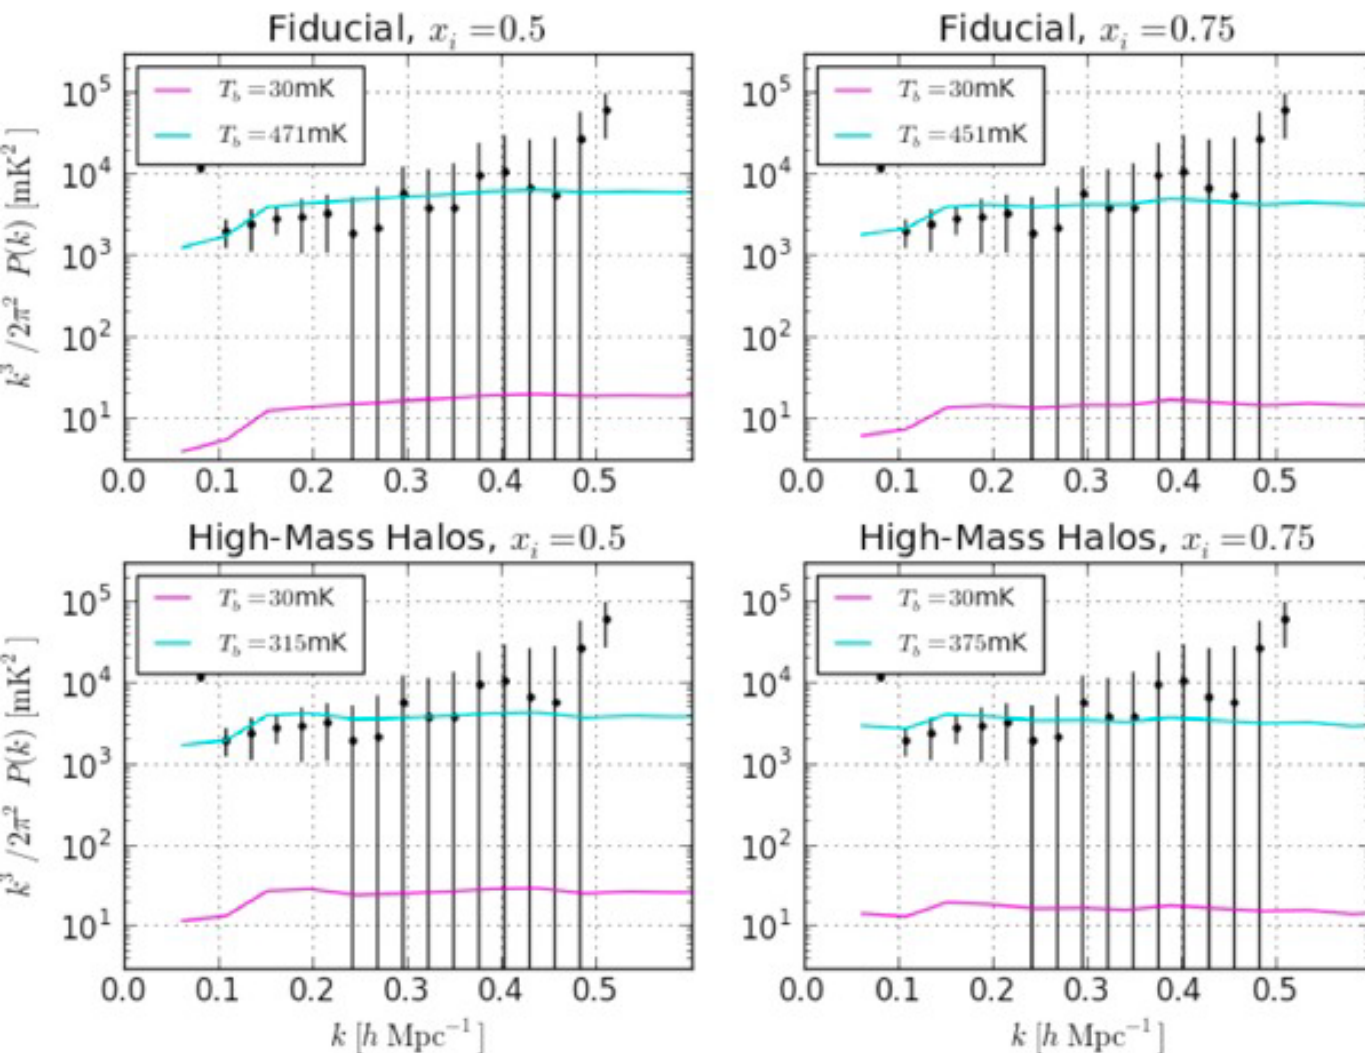 Fiducial, x_i = 0.5
T_b = 30mK
T_b = 471mK
10^5
10^4
10^3
10^2
10^1
k^3 /2π^2 P(k) [mK^2 ]
0.0 0.1 0.2 0.3 0.4 0.5
Fiducial, x_i = 0.75
T_b = 30mK
T_b = 451mK
10^5
10^4
10^3
10^2
10^1
0.0 0.1 0.2 0.3 0.4 0.5
High-Mass Halos, x_i = 0.5
T_b = 30mK
T_b = 315mK
10^5
10^4
10^3
10^2
10^1
k^3 /2π^2 P(k) [mK^2 ]
0.0 0.1 0.2 0.3 0.4 0.5
k [h Mpc^−1 ]
High-Mass Halos, x_i = 0.75
T_b = 30mK
T_b = 375mK
10^5
10^4
10^3
10^2
10^1
0.0 0.1 0.2 0.3 0.4 0.5
k [h Mpc^−1 ]